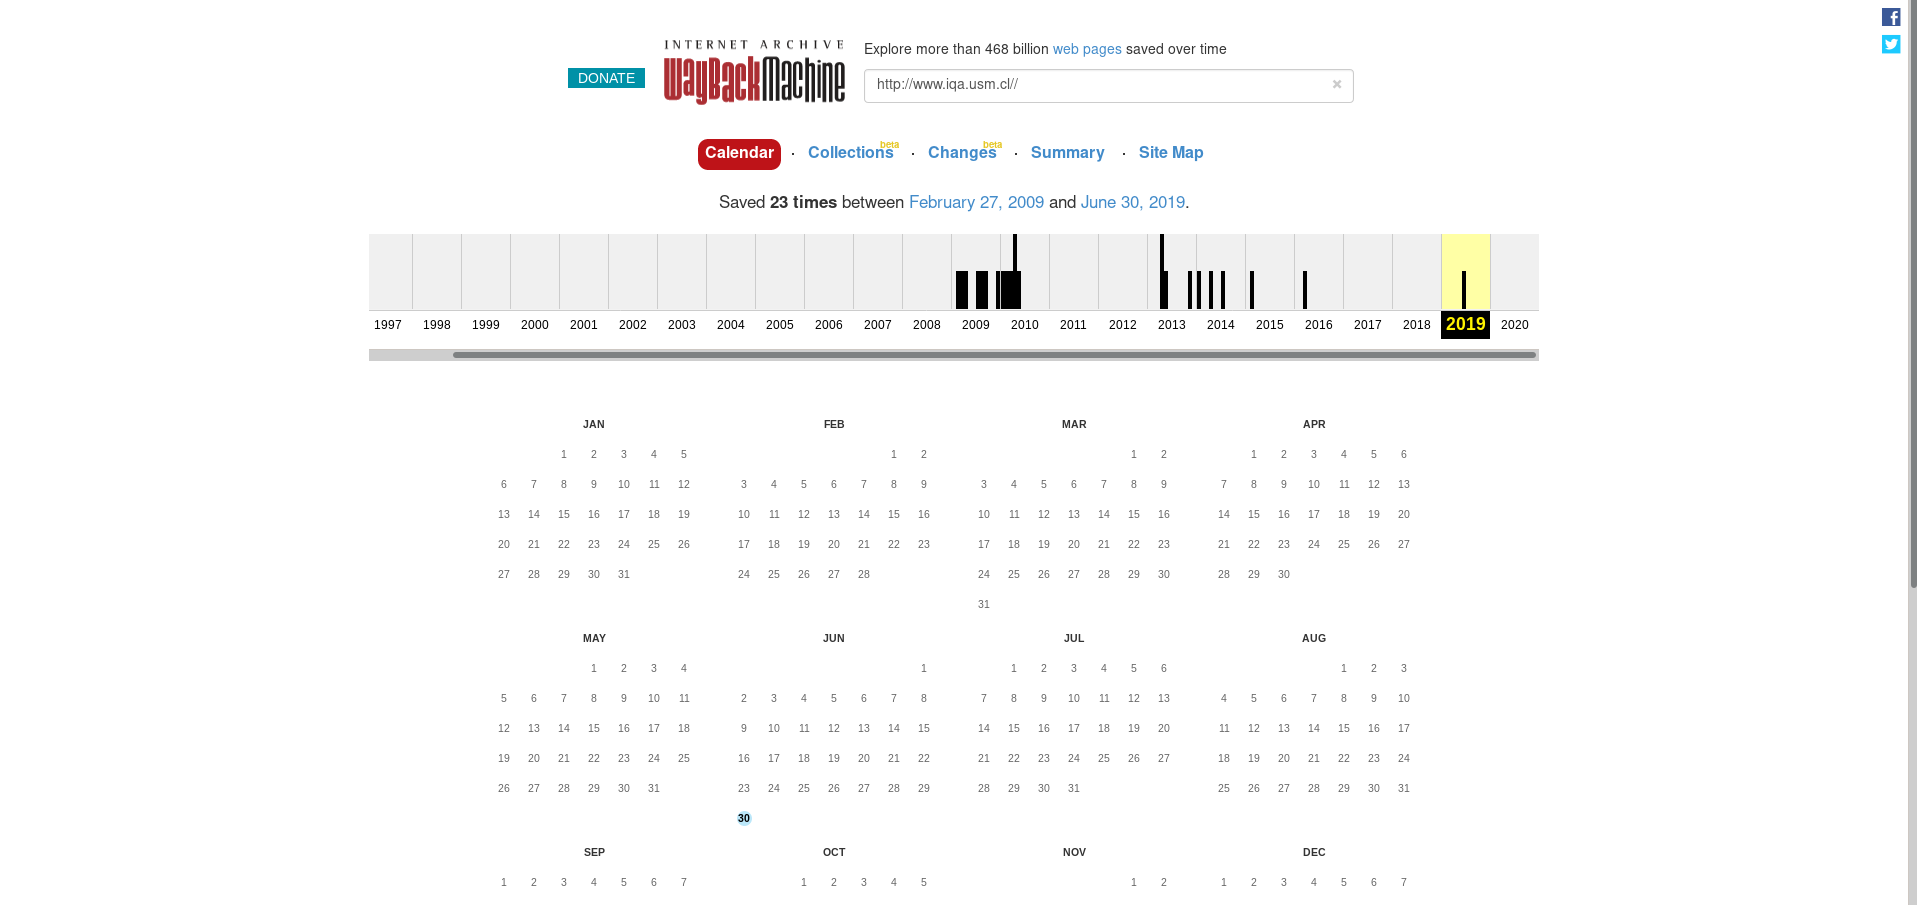 INTERNET ARCHIVE
DONATE
WayBackMachine
Explore more than 468 billion web pages saved over time
http://www.iqa.usm.cl//
Calendar · Collections beta · Changes beta · Summary · Site Map
Saved 23 times between February 27, 2009 and June 30, 2019.
1997 1998 1999 2000 2001 2002 2003 2004 2005 2006 2007 2008 2009 2010 2011 2012 2013 2014 2015 2016 2017 2018 2019 2020
JAN
1 2 3 4 5
6 7 8 9 10 11 12
13 14 15 16 17 18 19
20 21 22 23 24 25 26
27 28 29 30 31
FEB
1 2
3 4 5 6 7 8 9
10 11 12 13 14 15 16
17 18 19 20 21 22 23
24 25 26 27 28
MAR
1 2
3 4 5 6 7 8 9
10 11 12 13 14 15 16
17 18 19 20 21 22 23
24 25 26 27 28 29 30
31
APR
1 2 3 4 5 6
7 8 9 10 11 12 13
14 15 16 17 18 19 20
21 22 23 24 25 26 27
28 29 30
MAY
1 2 3 4
5 6 7 8 9 10 11
12 13 14 15 16 17 18
19 20 21 22 23 24 25
26 27 28 29 30 31
JUN
1
2 3 4 5 6 7 8
9 10 11 12 13 14 15
16 17 18 19 20 21 22
23 24 25 26 27 28 29
30
JUL
1 2 3 4 5 6
7 8 9 10 11 12 13
14 15 16 17 18 19 20
21 22 23 24 25 26 27
28 29 30 31
AUG
1 2 3
4 5 6 7 8 9 10
11 12 13 14 15 16 17
18 19 20 21 22 23 24
25 26 27 28 29 30 31
SEP
1 2 3 4 5 6 7
OCT
1 2 3 4 5
NOV
1 2
DEC
1 2 3 4 5 6 7